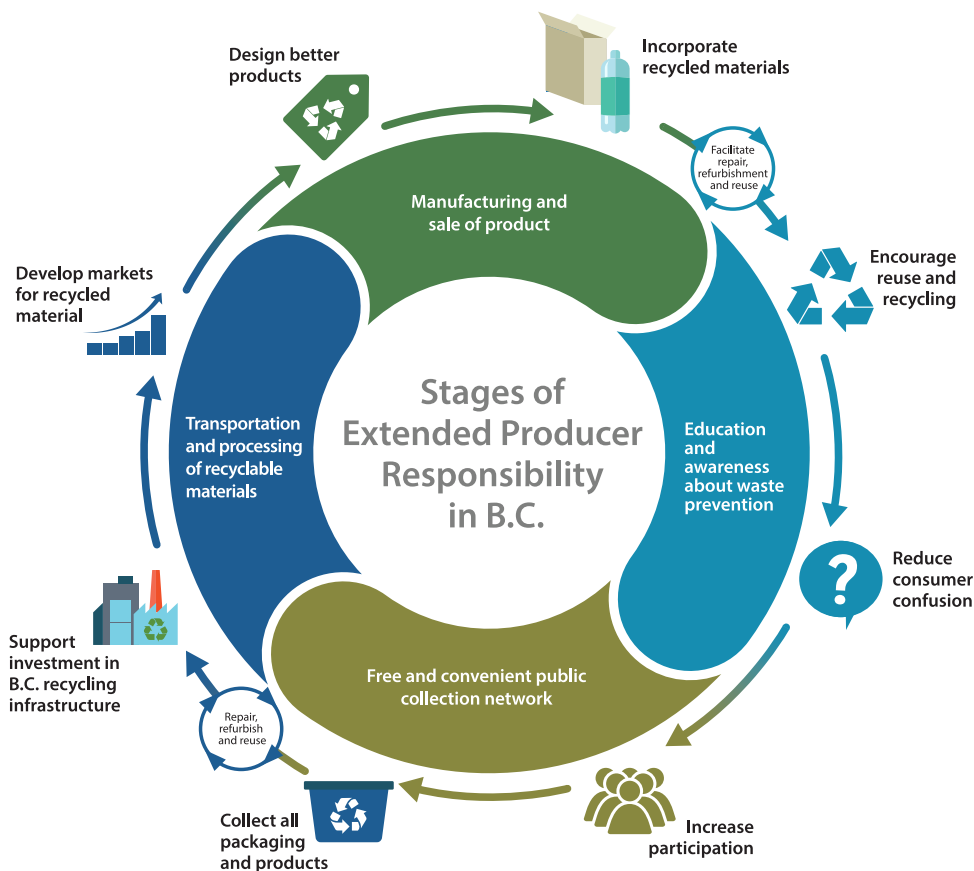 Design better
products
Incorporate
recycled materials
Facilitate
repair,
refurbishment
and reuse
Manufacturing and
sale of product
Encourage
reuse and
recycling
Develop markets
for recycled
material
Stages of
Extended Producer
Responsibility
in B.C.
Transportation
and processing
of recyclable
materials
Education
and
awareness
about waste
prevention
Reduce
consumer
confusion
?
Support
investment in
B.C. recycling
infrastructure
Free and convenient public
collection network
Repair,
refurbish
and reuse
Collect all
packaging
and products
Increase
participation